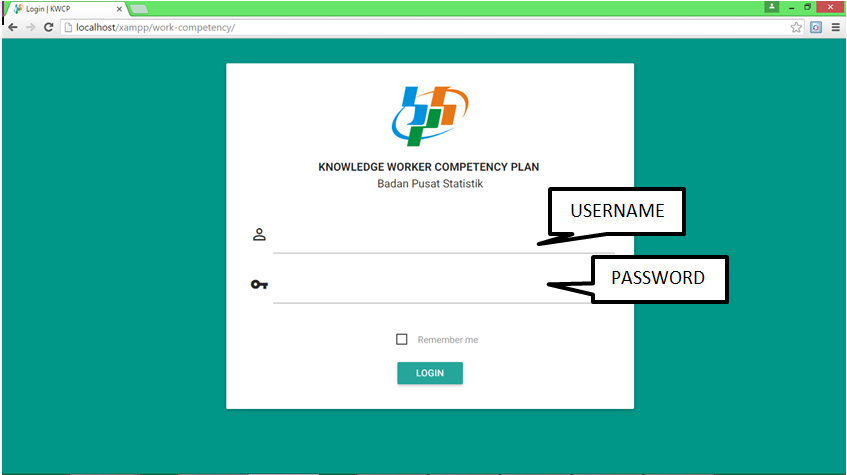 Login | KWCP
localhost/xampp/work-competency/
KNOWLEDGE WORKER COMPETENCY PLAN
Badan Pusat Statistik
USERNAME
PASSWORD
Remember me
LOGIN